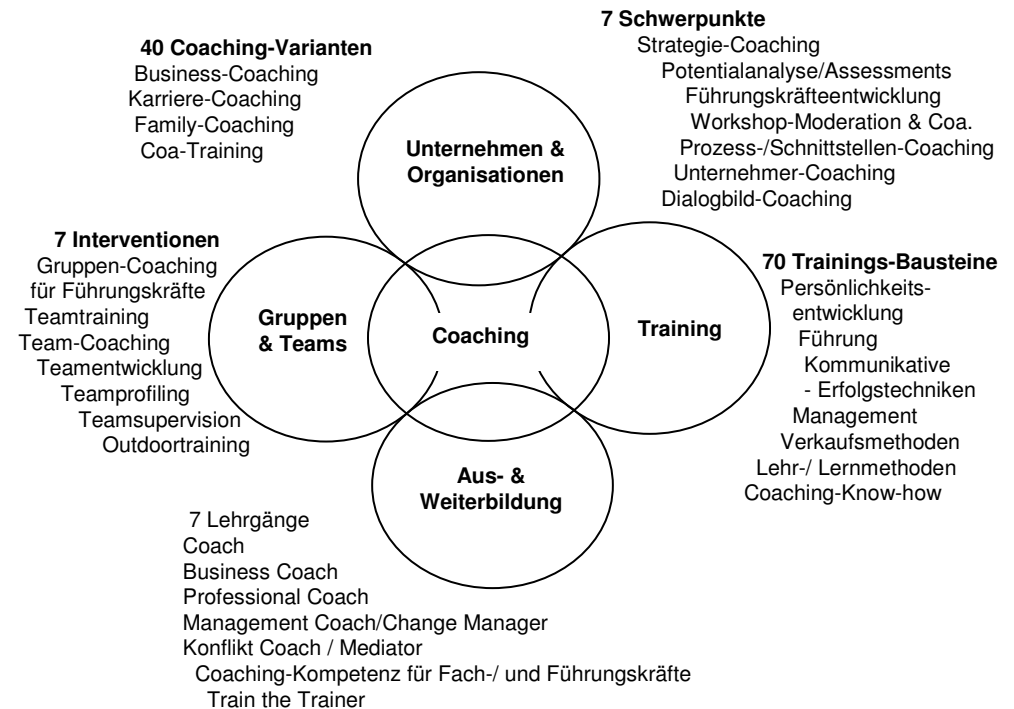 40 Coaching-Varianten
Business-Coaching
Karriere-Coaching
Family-Coaching
Coa-Training
7 Schwerpunkte
Strategie-Coaching
Potentialanalyse/Assessments
Führungskräfteentwicklung
Workshop-Moderation & Coa.
Prozess-/Schnittstellen-Coaching
Unternehmer-Coaching
Dialogbild-Coaching
Unternehmen &
Organisationen
7 Interventionen
Gruppen-Coaching
für Führungskräfte
Teamtraining
Team-Coaching
Teamentwicklung
Teamprofiling
Teamsupervision
Outdoortraining
Gruppen
& Teams
Coaching
Training
70 Trainings-Bausteine
Persönlichkeits-
entwicklung
Führung
Kommunikative
- Erfolgstechniken
Management
Verkaufsmethoden
Lehr-/ Lernmethoden
Coaching-Know-how
Aus- &
Weiterbildung
7 Lehrgänge
Coach
Business Coach
Professional Coach
Management Coach/Change Manager
Konflikt Coach / Mediator
Coaching-Kompetenz für Fach-/ und Führungskräfte
Train the Trainer